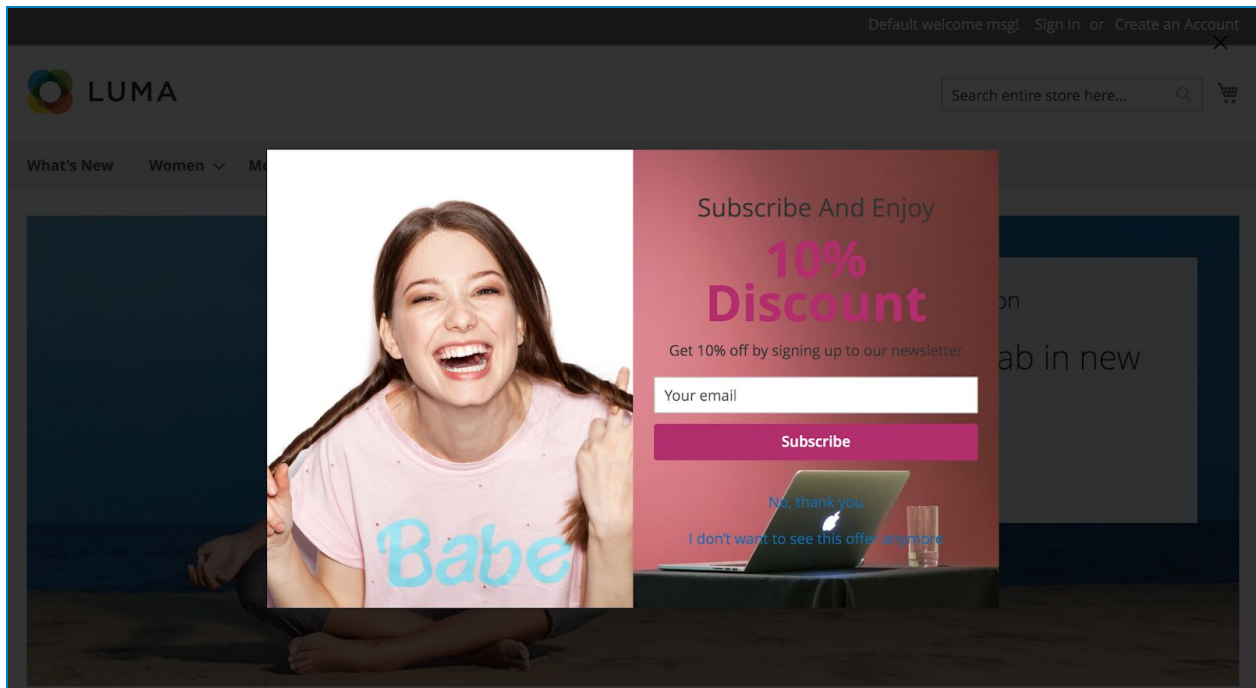 Default welcome msg! Sign In or Create an Account
LUMA
Search entire store here...
What's New Women
Subscribe And Enjoy
10%
Discount
Get 10% off by signing up to our newsletter
Your email
Subscribe
No, thank you
I don't want to see this offer anymore
Babe
in new